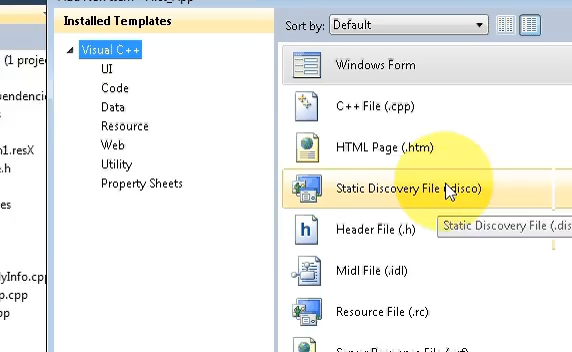 Installed Templates
Visual C++
UI
Code
Data
Resource
Web
Utility
Property Sheets
Sort by: Default
Windows Form
C++ File (.cpp)
HTML Page (.htm)
Static Discovery File (.disco)
Static Discovery File (.dis
Header File (.h)
Midl File (.idl)
Resource File (.rc)
(1 proje
endenci
1.resX
.h
es
yInfo.cp
p.cpp
pp